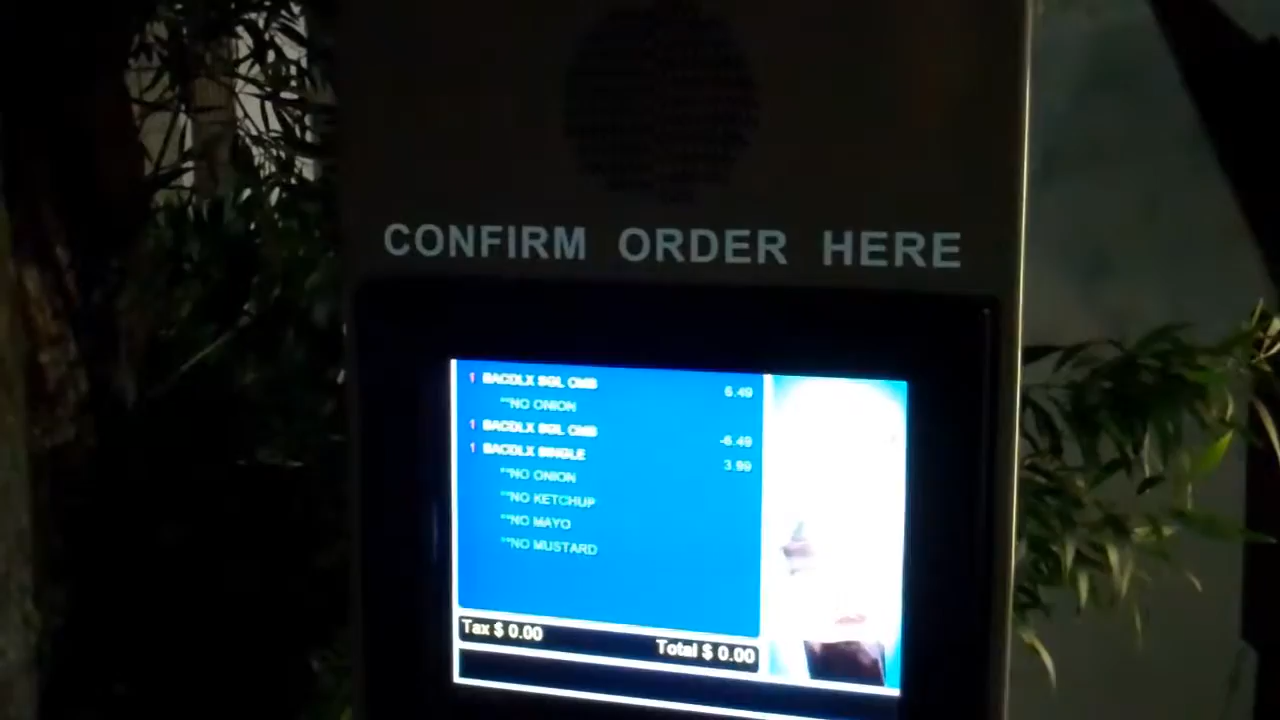 CONFIRM ORDER HERE
1 BACDLX SGL CMB 6.49
**NO ONION
1 BACDLX SGL CMB -6.49
1 BACDLX SINGLE 3.99
**NO ONION
**NO KETCHUP
**NO MAYO
**NO MUSTARD
Tax $ 0.00 Total $ 0.00